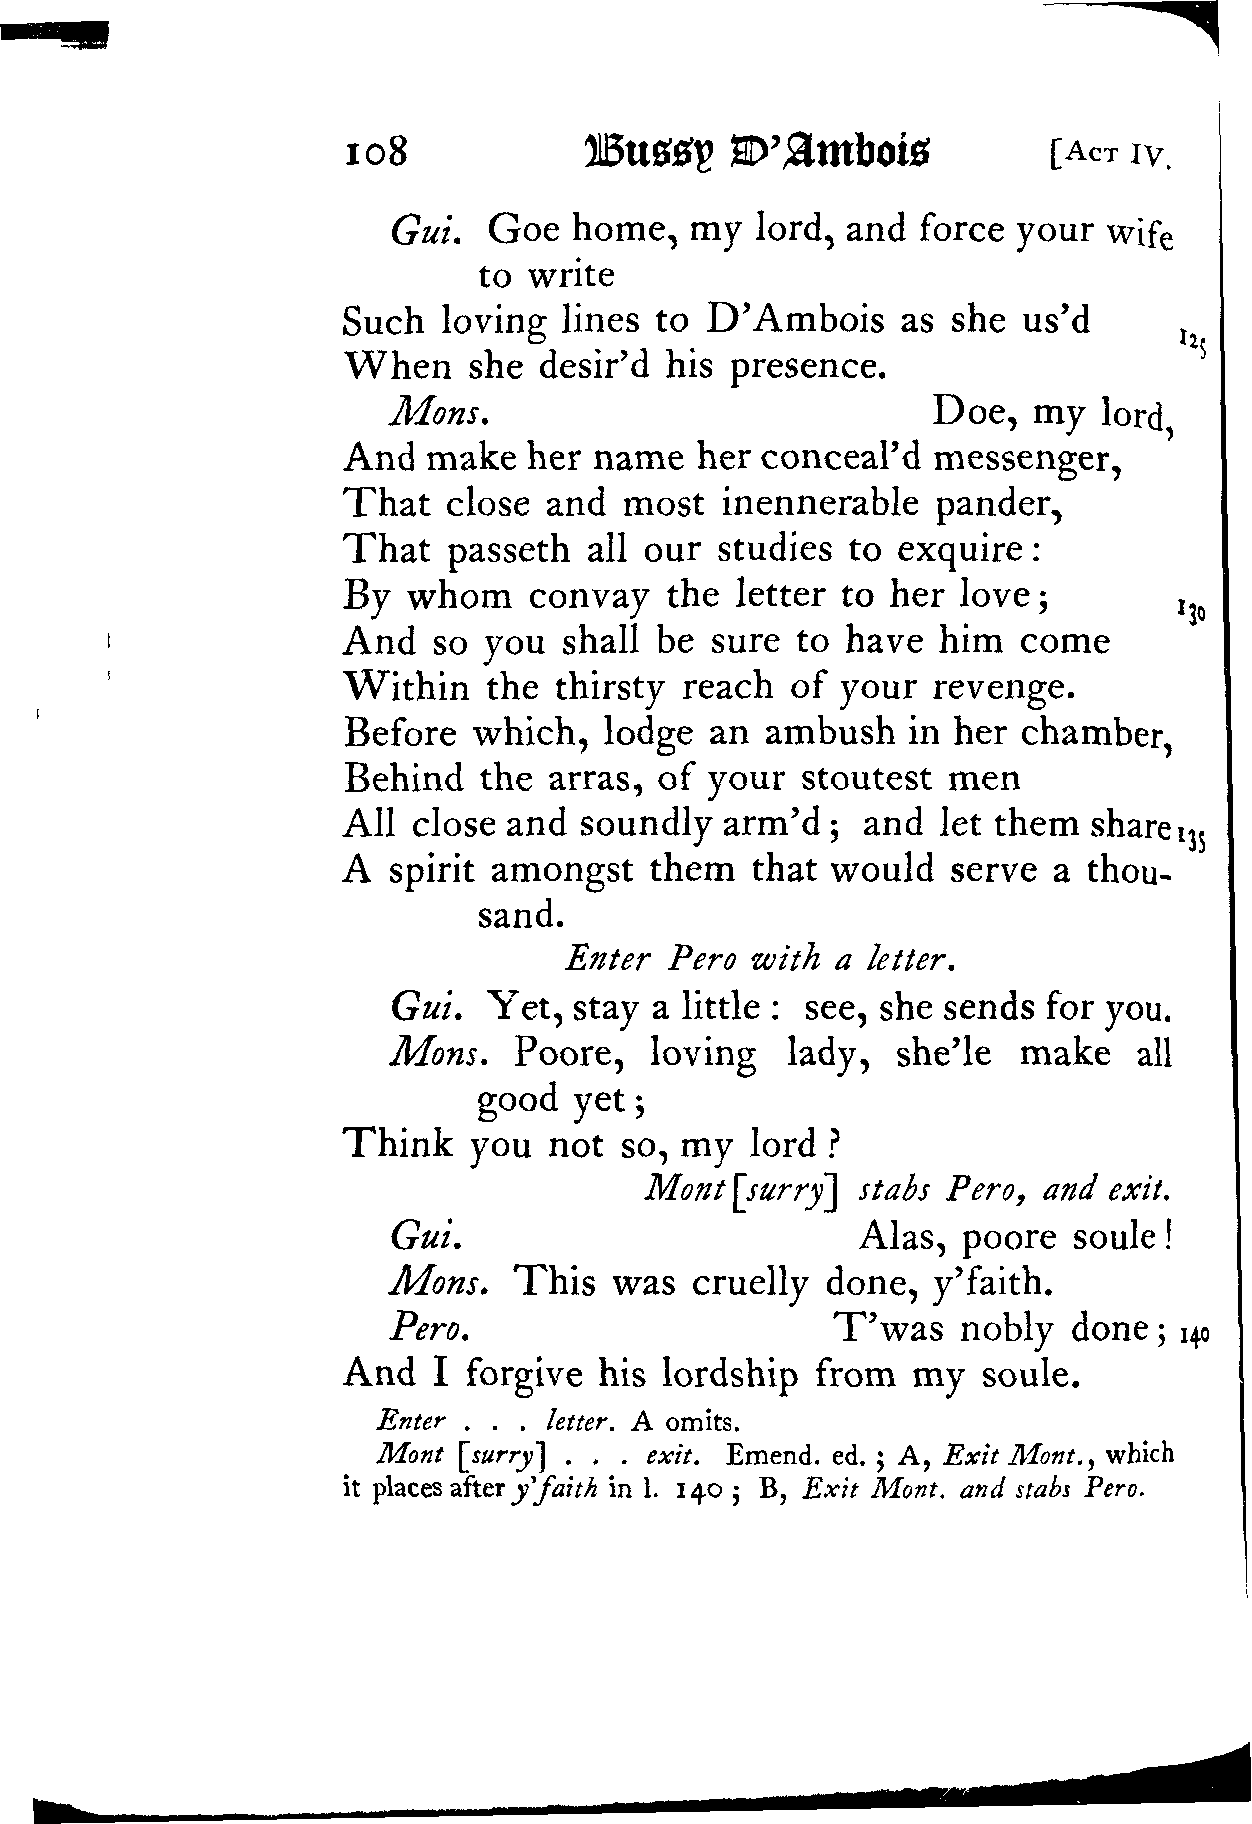 108 Bussy D'Ambois [ACT IV.
Gui. Goe home, my lord, and force your wife
to write
Such loving lines to D'Ambois as she us'd 125
When she desir'd his presence.
Mons. Doe, my lord,
And make her name her conceal'd messenger,
That close and most inennerable pander,
That passeth all our studies to exquire:
By whom convay the letter to her love; 130
And so you shall be sure to have him come
Within the thirsty reach of your revenge.
Before which, lodge an ambush in her chamber,
Behind the arras, of your stoutest men
All close and soundly arm'd; and let them share 135
A spirit amongst them that would serve a thou-
sand.
Enter Pero with a letter.
Gui. Yet, stay a little: see, she sends for you.
Mons. Poore, loving lady, she'le make all
good yet;
Think you not so, my lord?
Mont[surry] stabs Pero, and exit.
Gui. Alas, poore soule!
Mons. This was cruelly done, y'faith.
Pero. T'was nobly done; 140
And I forgive his lordship from my soule.
Enter . . . letter. A omits.
Mont [surry] . . . exit. Emend. ed.; A, Exit Mont., which
it places after y'faith in l. 140; B, Exit Mont. and stabs Pero.